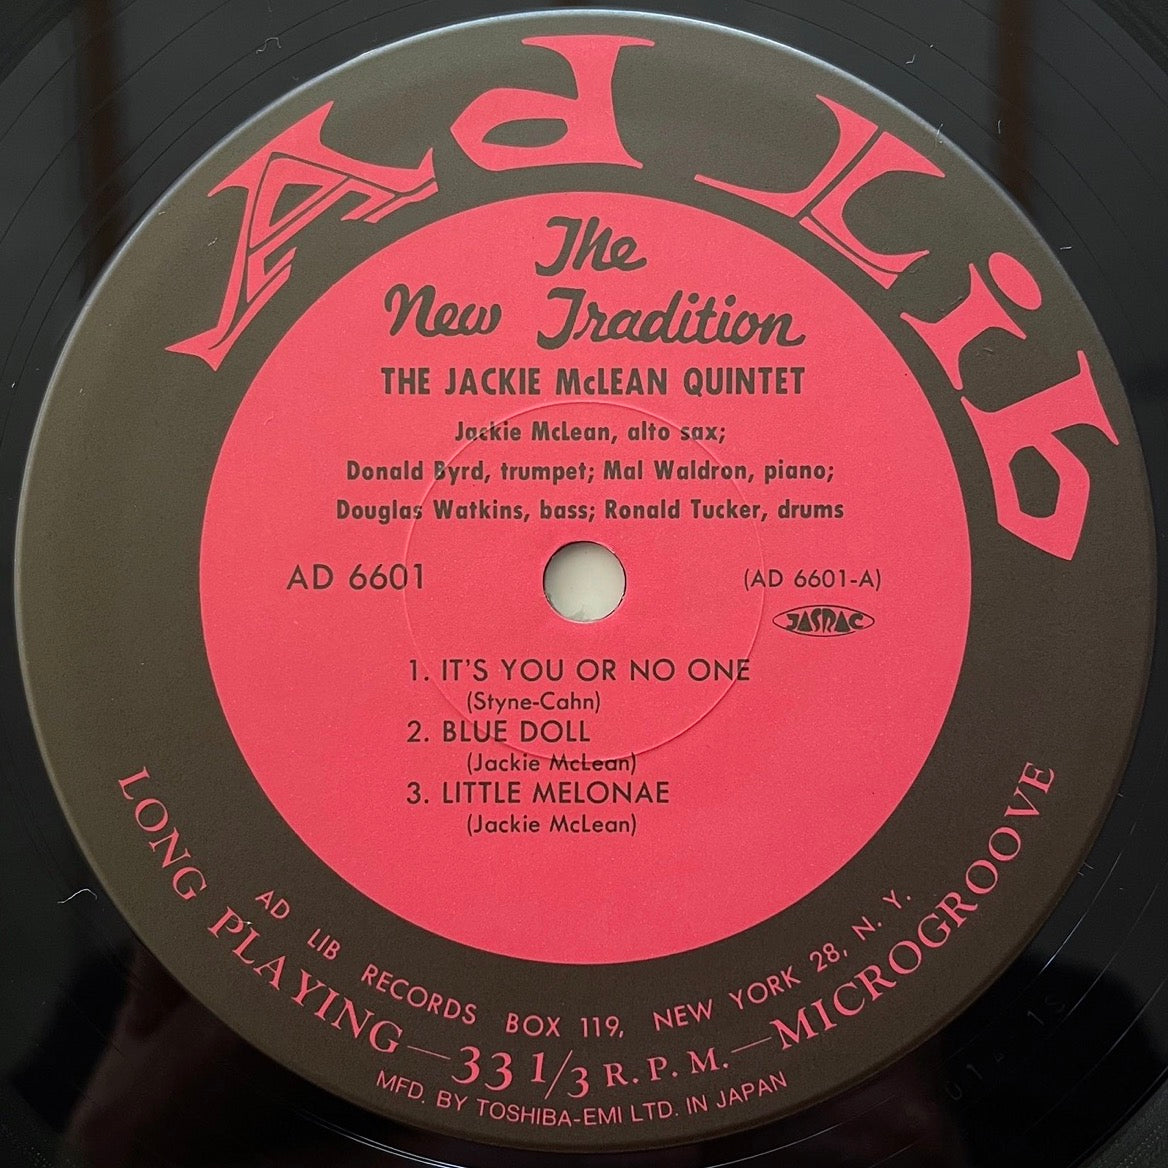 Ad Lib
The
New Tradition
THE JACKIE McLEAN QUINTET
Jackie McLean, alto sax;
Donald Byrd, trumpet; Mal Waldron, piano;
Douglas Watkins, bass; Ronald Tucker, drums
AD 6601
(AD 6601-A)
JASRAC
1. IT'S YOU OR NO ONE
(Styne-Cahn)
2. BLUE DOLL
(Jackie McLean)
3. LITTLE MELONAE
(Jackie McLean)
AD LIB RECORDS BOX 119, NEW YORK 28, N. Y.
LONG PLAYING—33 1/3 R. P. M.—MICROGROOVE
MFD. BY TOSHIBA-EMI LTD. IN JAPAN